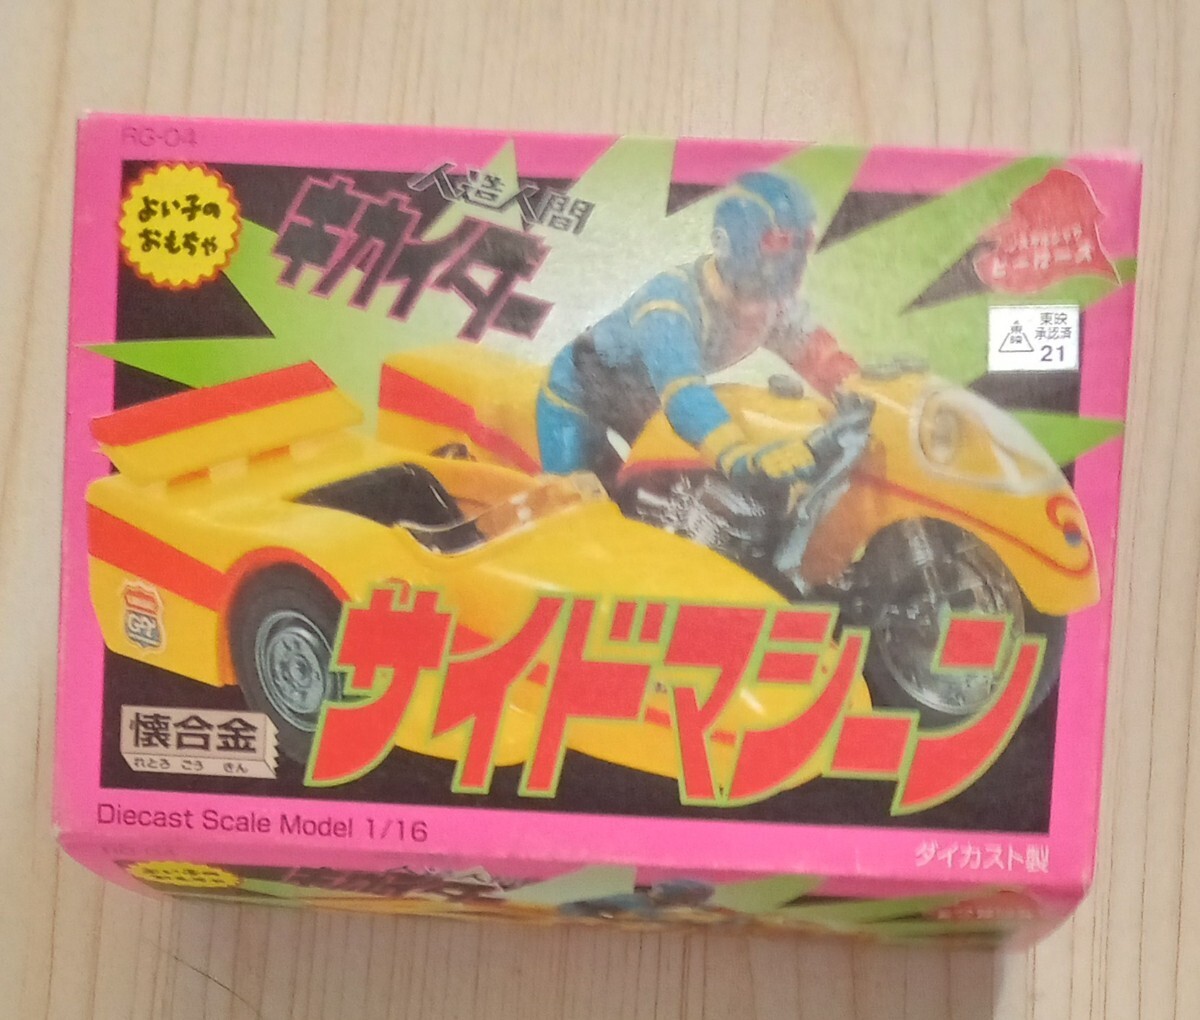 RG-04
よい子の
おもちゃ
人造人間
キカイダー
ヒーローズ
東映
東映
承認済
21
GP
サイドマシーン
懐合金
れとろ ごう きん
Diecast Scale Model 1/16
ダイカスト製